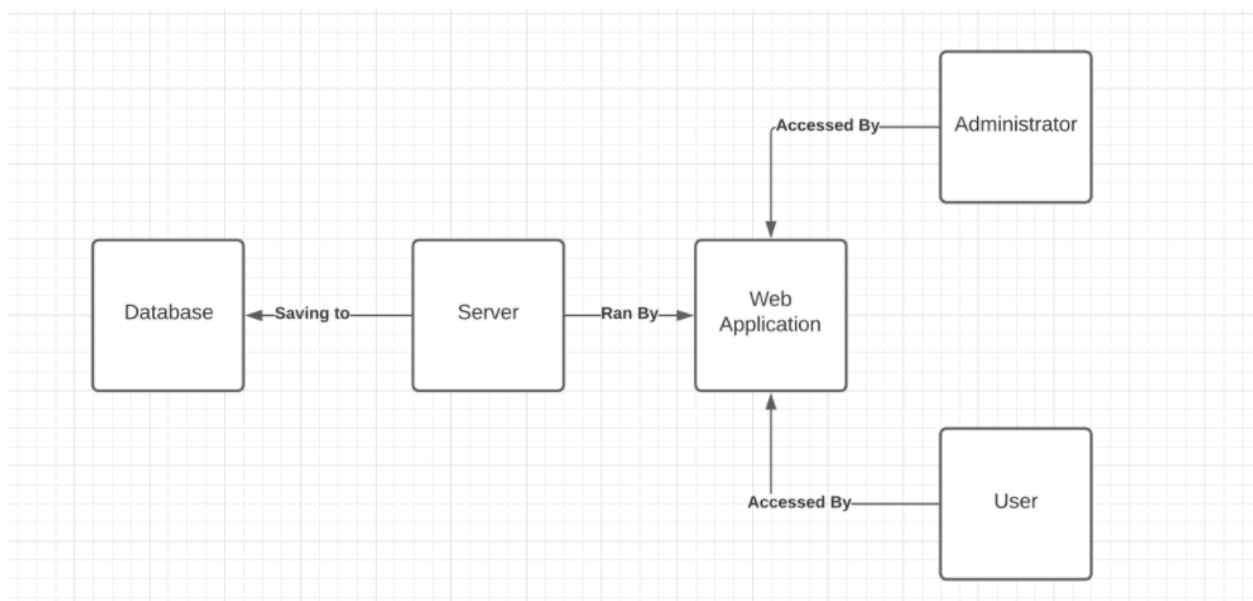 Administrator
Accessed By
Database
Saving to
Server
Ran By
Web
Application
Accessed By
User